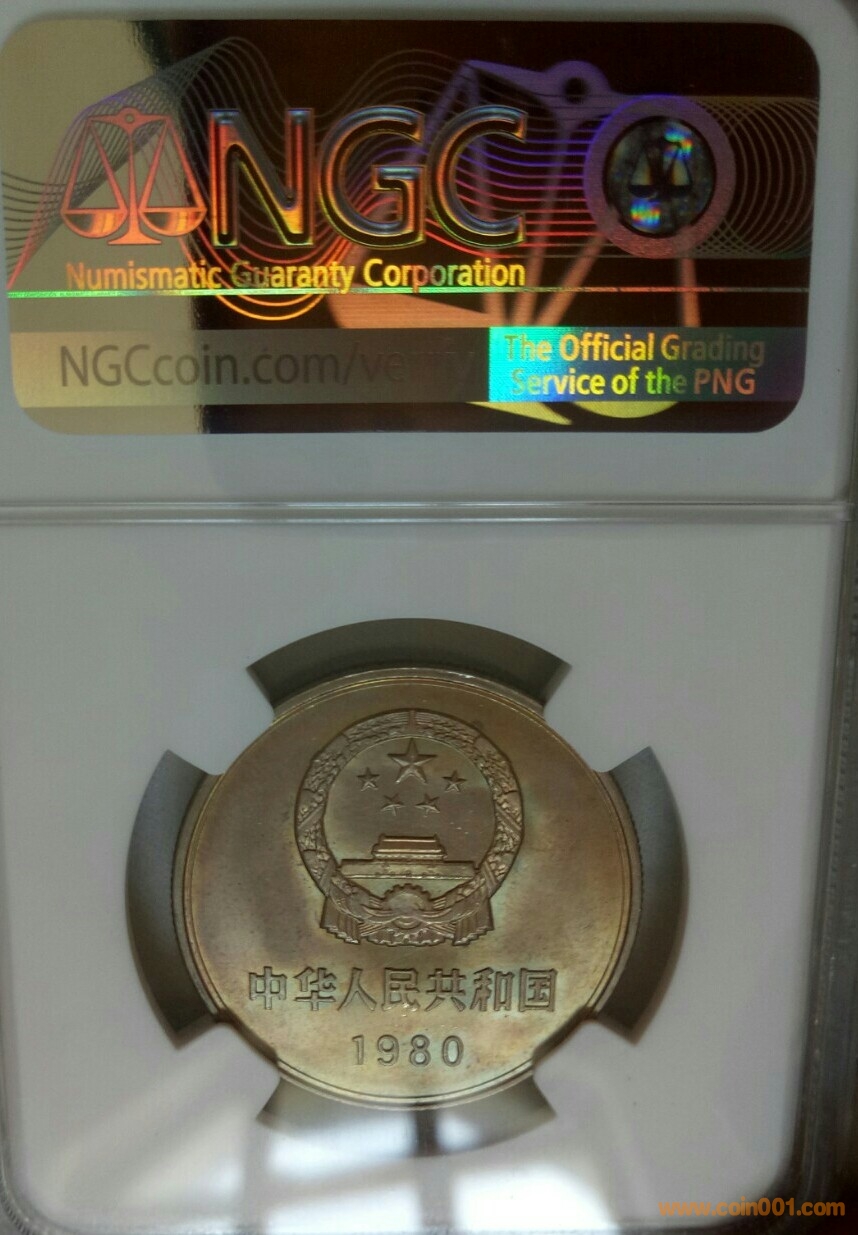 NGC
Numismatic Guaranty Corporation
NGCcoin.com/verify
The Official Grading
Service of the PNG
中华人民共和国
1980
www.coin001.com